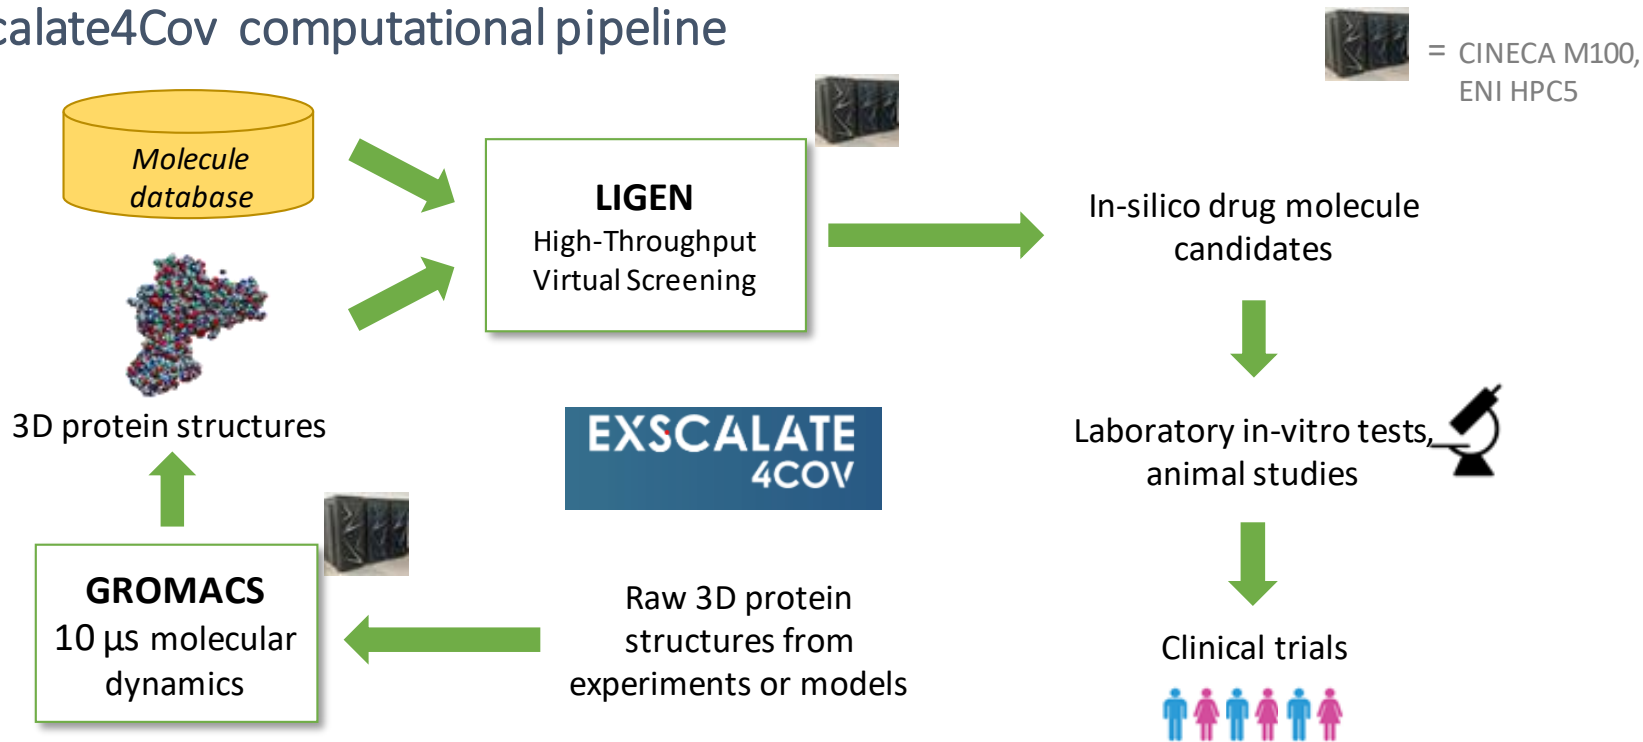 calate4Cov computational pipeline
= CINECA M100,
ENI HPC5
Molecule
database
LIGEN
High-Throughput
Virtual Screening
In-silico drug molecule
candidates
3D protein structures
EXSCALATE
4COV
Laboratory in-vitro tests,
animal studies
GROMACS
10 µs molecular
dynamics
Raw 3D protein
structures from
experiments or models
Clinical trials